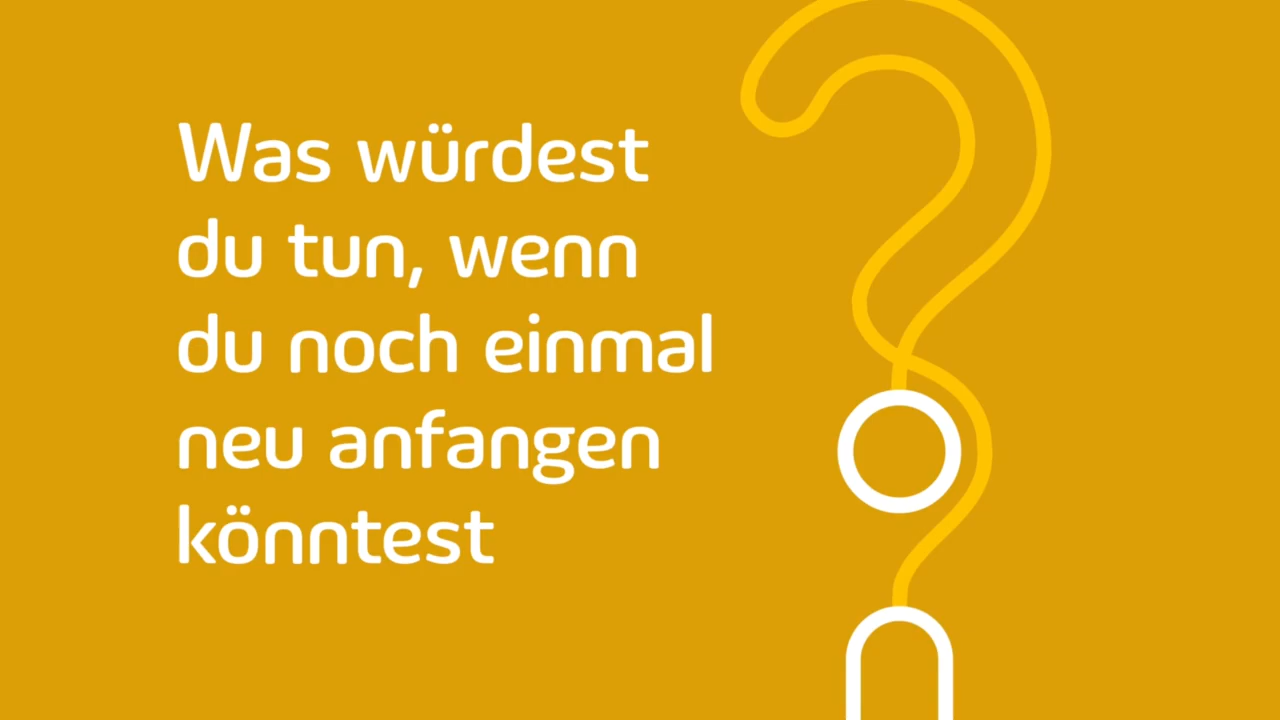 Was würdest
du tun, wenn
du noch einmal
neu anfangen
könntest